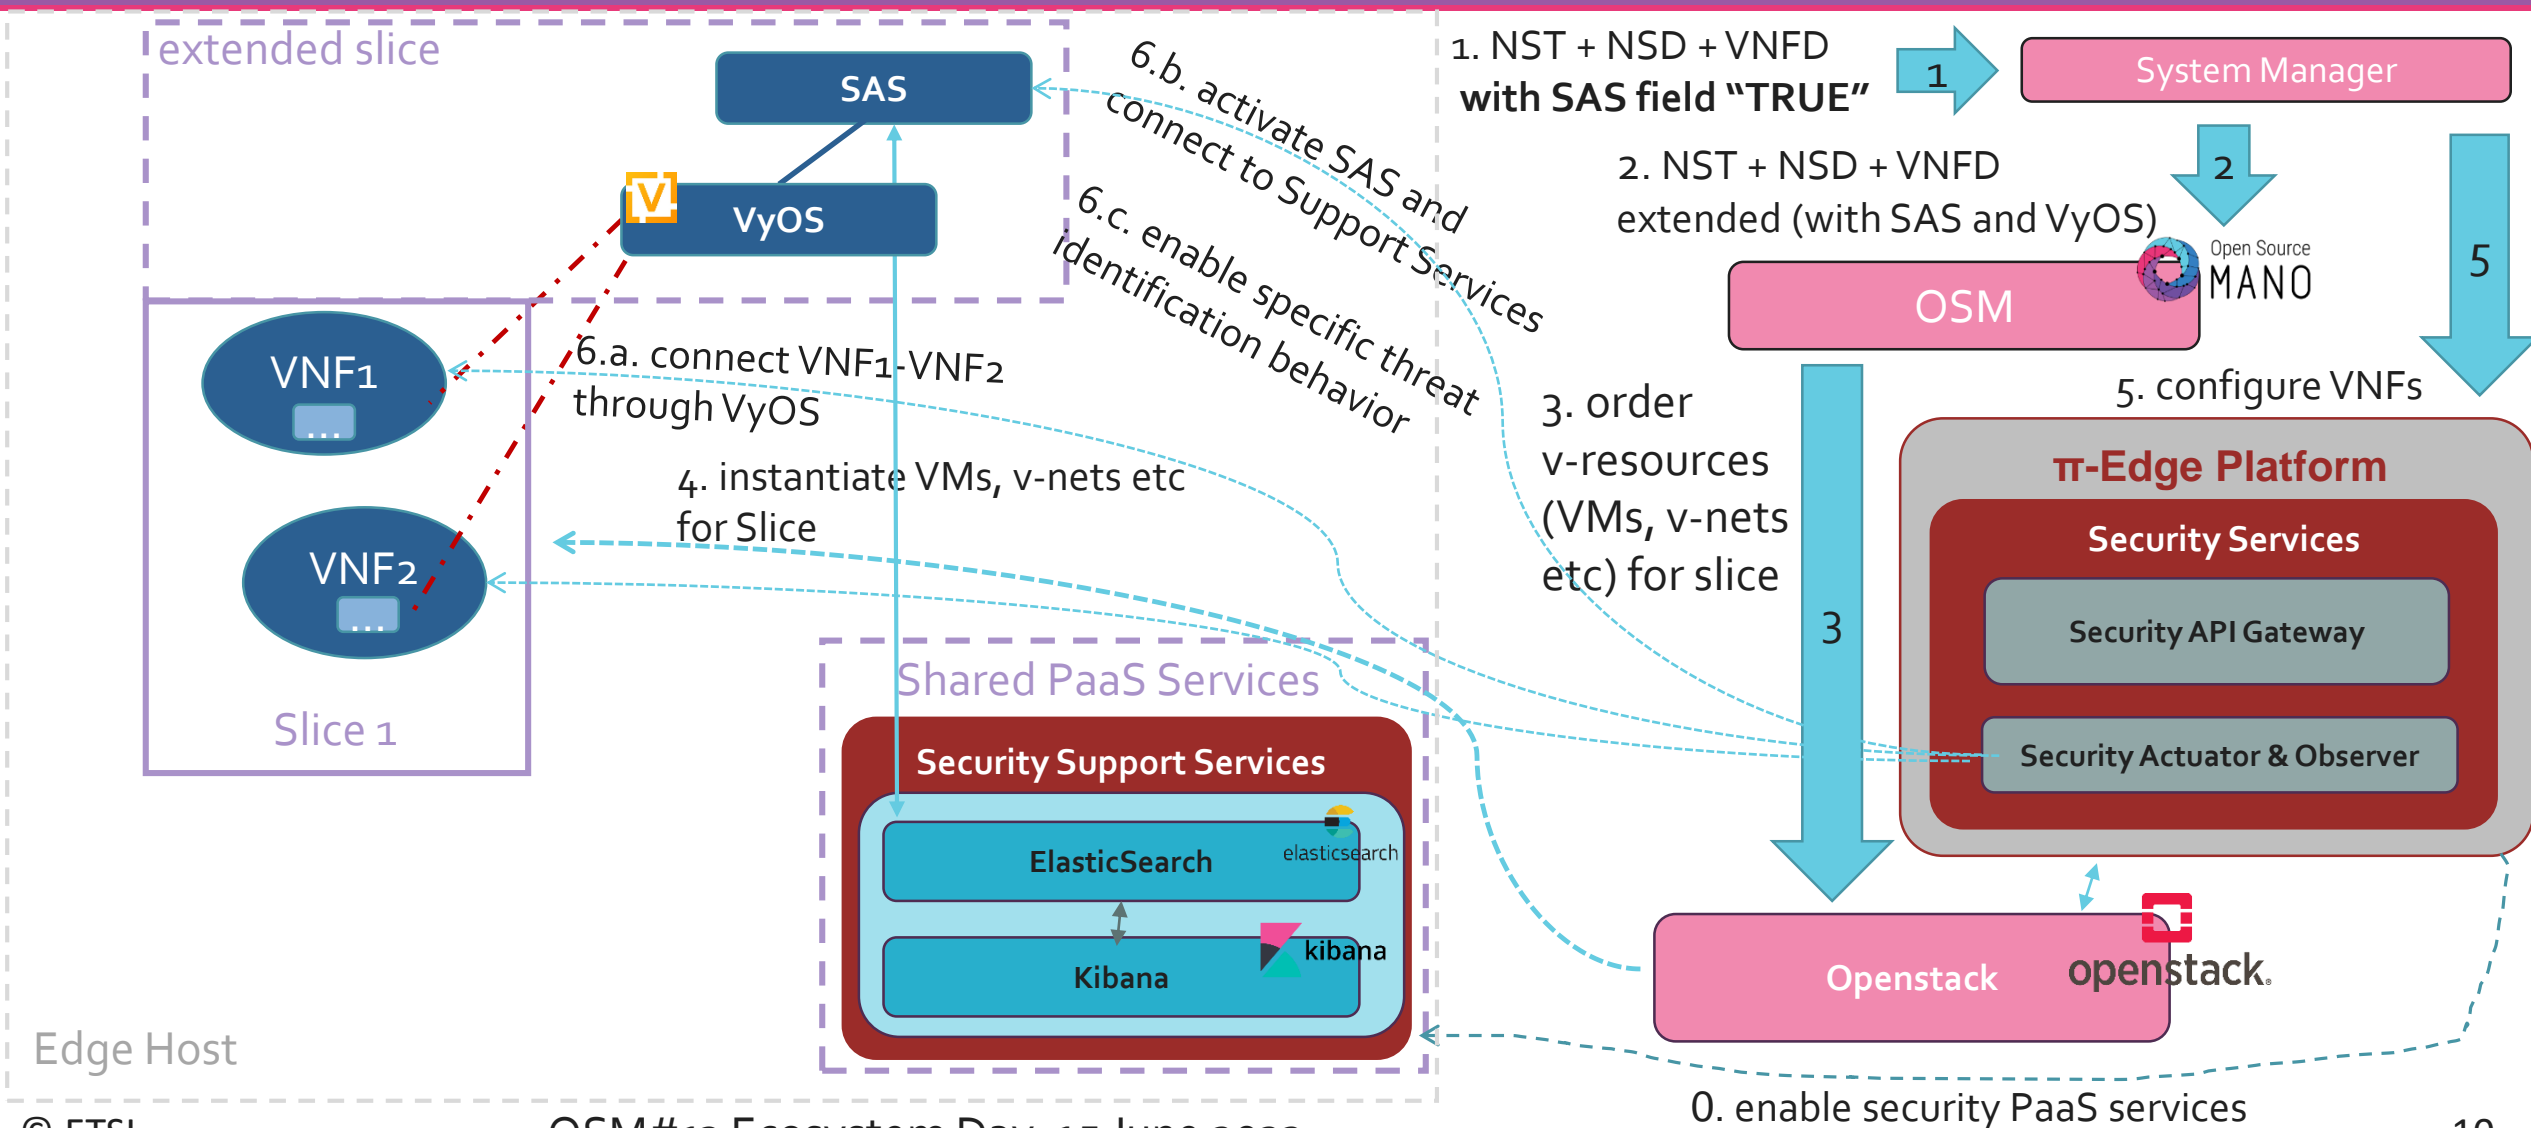 extended slice
SAS
VyOS
V
6.b. activate SAS and
connect to Support Services
6.c. enable specific threat
identification behavior
1. NST + NSD + VNFD
with SAS field “TRUE”
1
System Manager
2. NST + NSD + VNFD
extended (with SAS and VyOS)
2
5
Open Source
MANO
OSM
VNF1
...
6.a. connect VNF1-VNF2
through VyOS
5. configure VNFs
3. order
v-resources
(VMs, v-nets
etc) for slice
3
4. instantiate VMs, v-nets etc
for Slice
VNF2
...
Slice 1
π-Edge Platform
Security Services
Security API Gateway
Security Actuator & Observer
Shared PaaS Services
Security Support Services
ElasticSearch
elasticsearch
Kibana
kibana
Openstack
openstack.
Edge Host
0. enable security PaaS services
© ETSI
Ecosystem Day